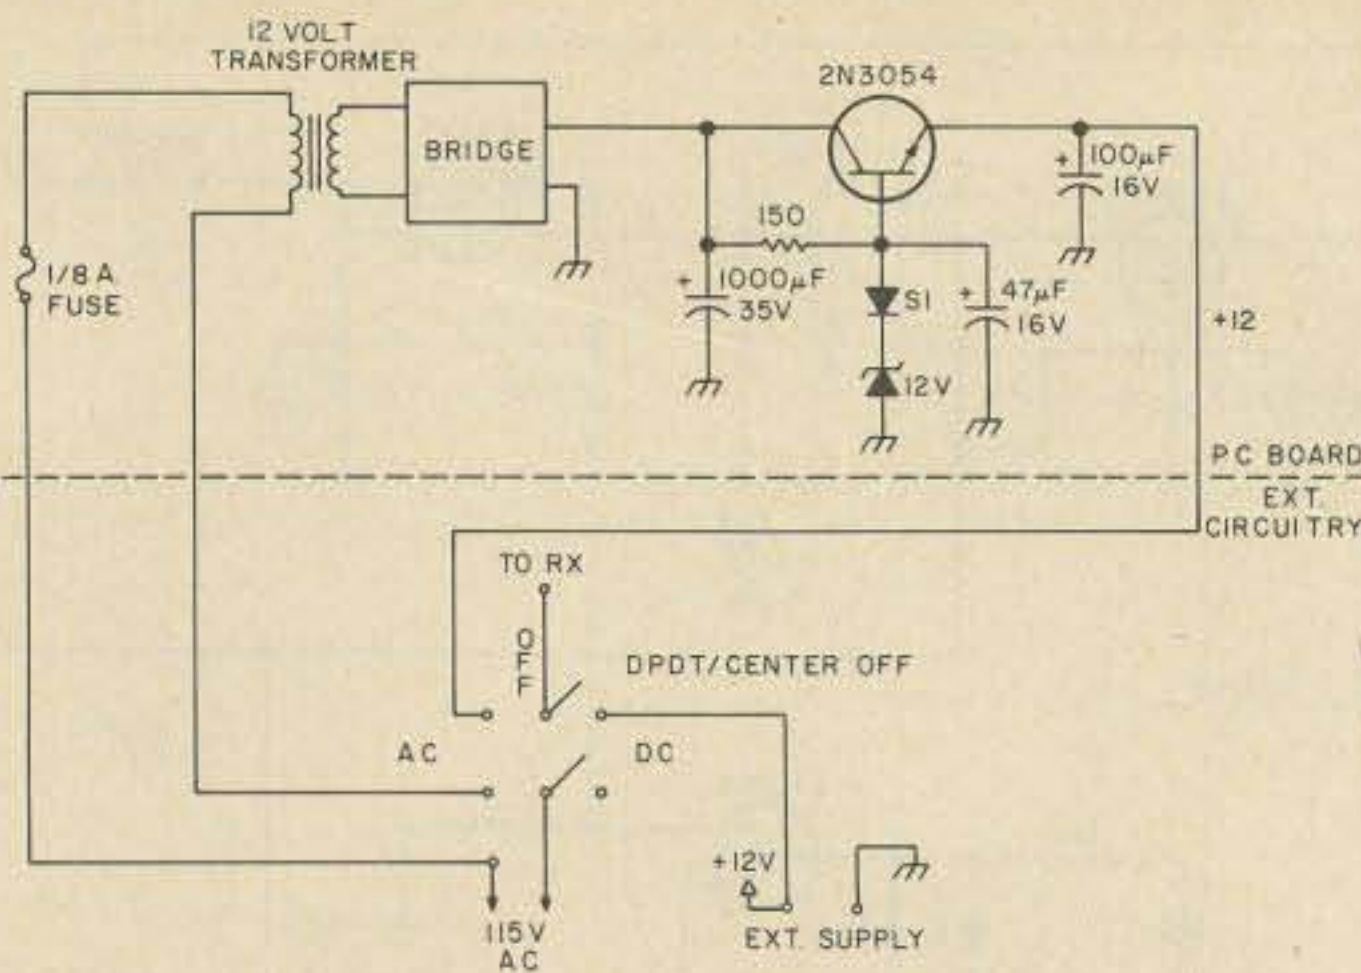 12 VOLT
TRANSFORMER
BRIDGE
2N3054
+ 100µF
16V
150
1/8 A
FUSE
+ 1000µF
35V
SI
+ 47µF
16V
+12
12V
PC BOARD
EXT.
CIRCUITRY
TO RX
OFF
DPDT/CENTER OFF
AC
DC
+12V
115V
AC
EXT. SUPPLY